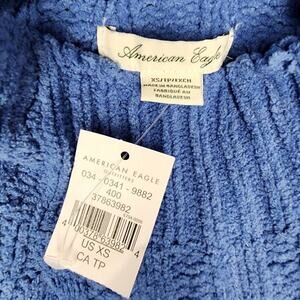 American Eagle
XS/TP/EXCH
MADE IN BANGLADESH
FABRIQUÉ AU
BANGLADESH
AMERICAN EAGLE
OUTFITTERS
034-0341-9882
400
37863982
US XS
CA TP